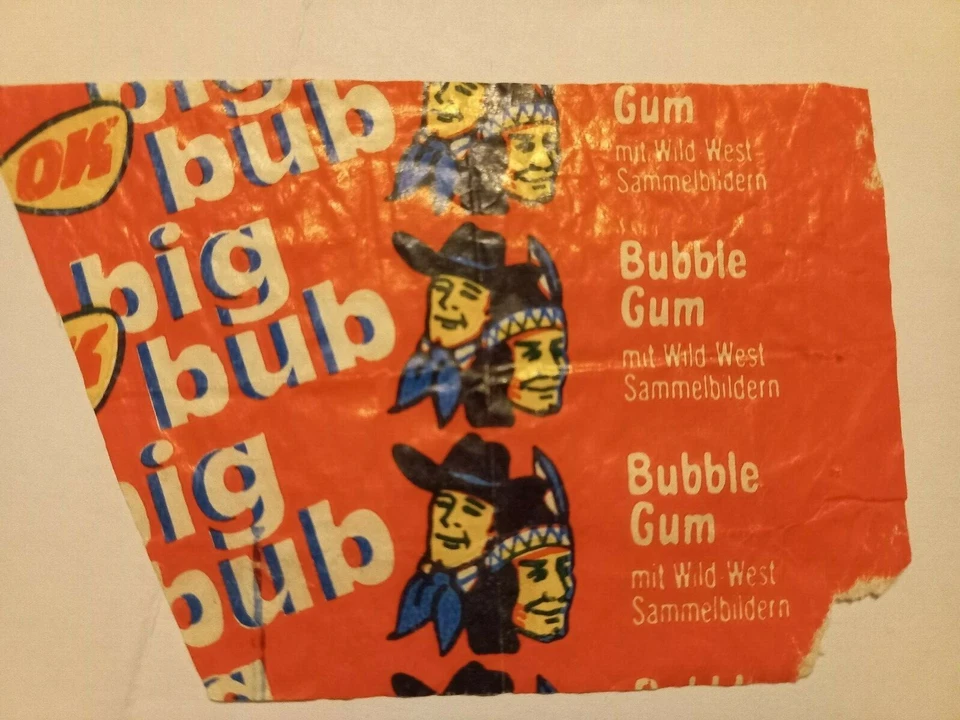 big
bub
OK
Gum
mit Wild West
Sammelbildern
big
bub
Bubble
Gum
mit Wild West
Sammelbildern
big
bub
Bubble
Gum
mit Wild West
Sammelbildern